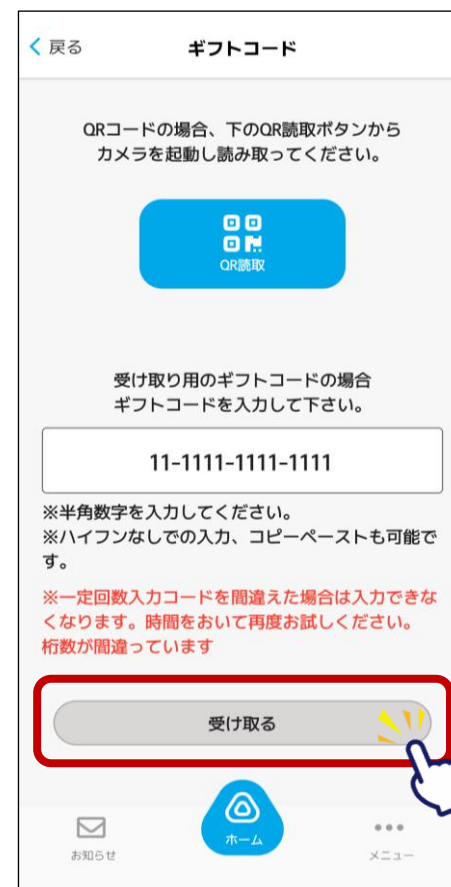 戻る
ギフトコード
QRコードの場合、下のQR読取ボタンから
カメラを起動し読み取ってください。
QR読取
受け取り用のギフトコードの場合
ギフトコードを入力して下さい。
11-1111-1111-1111
※半角数字を入力してください。
※ハイフンなしでの入力、コピーペーストも可能で
す。
※一定回数入力コードを間違えた場合は入力できな
くなります。時間をおいて再度お試しください。
桁数が間違っています
受け取る
お知らせ
ホーム
メニュー